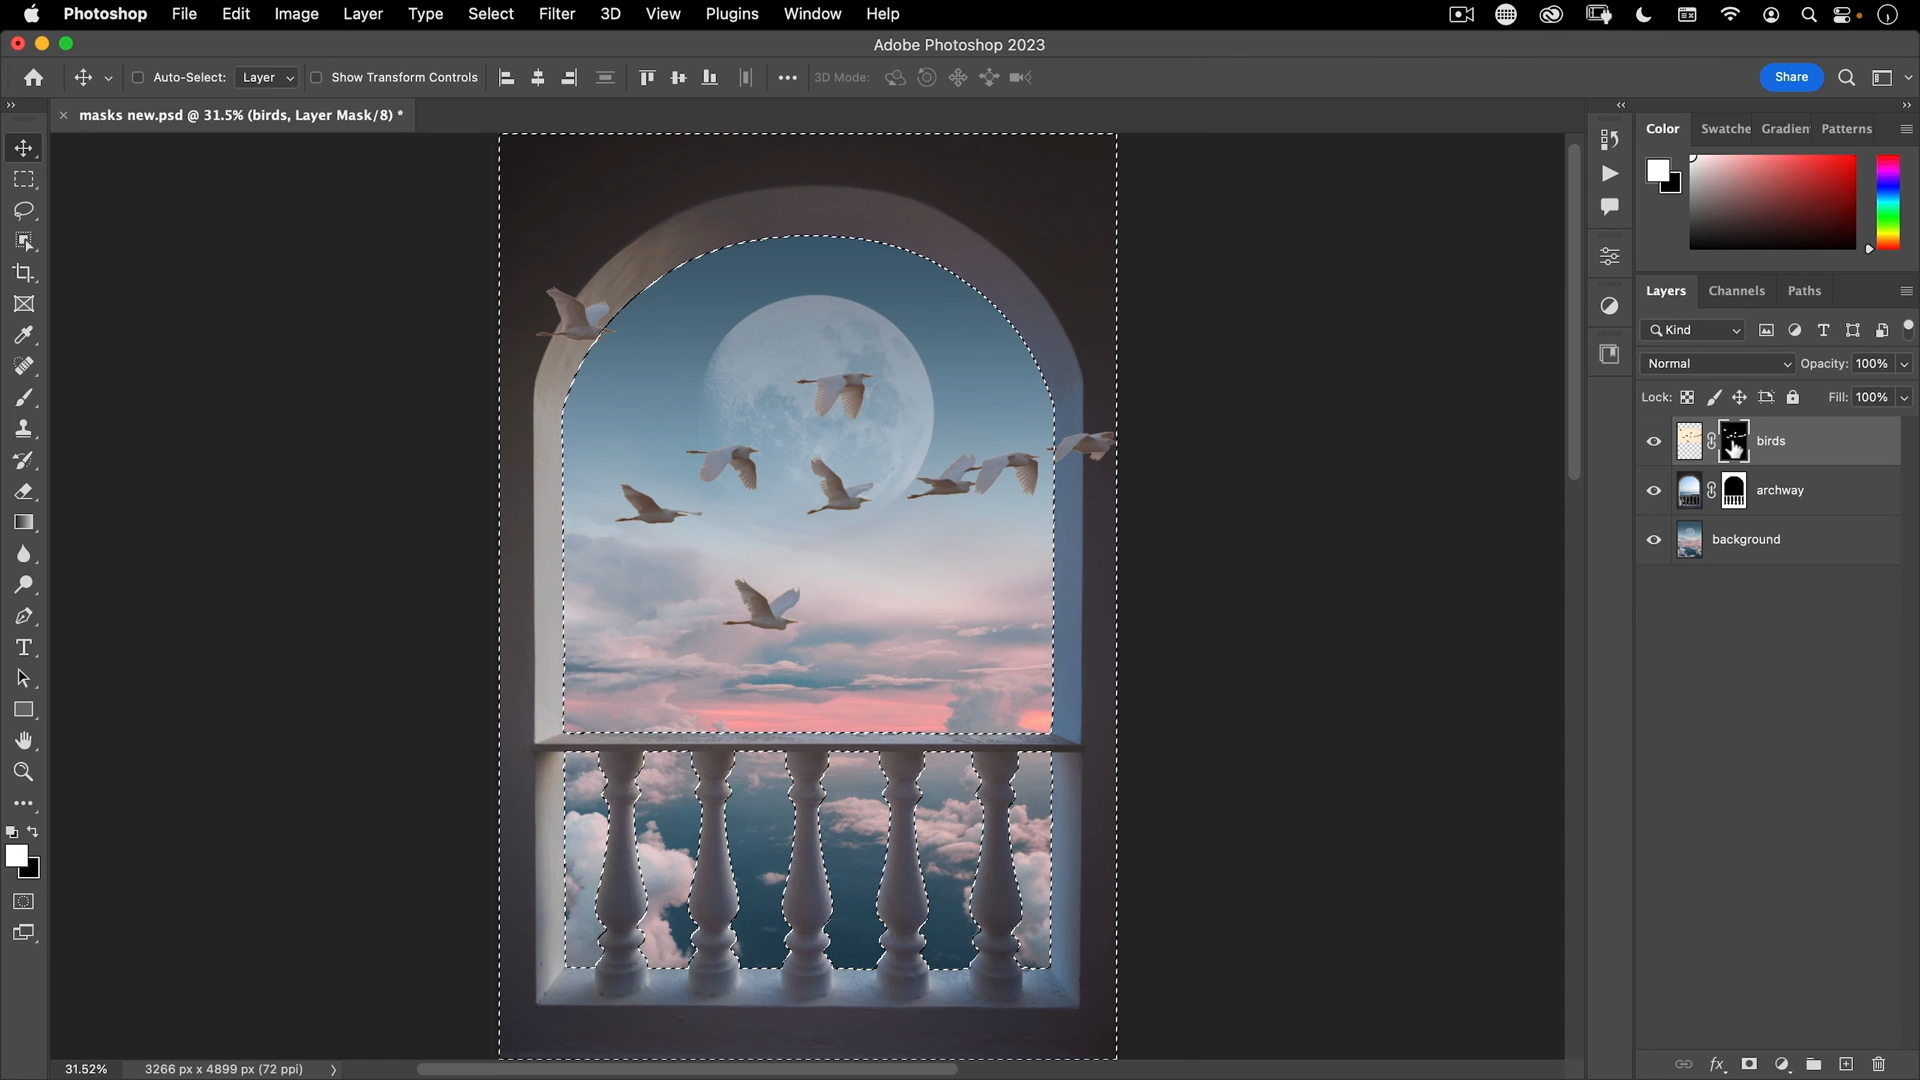 Photoshop File Edit Image Layer Type Select Filter 3D View Plugins Window Help
Adobe Photoshop 2023
Auto-Select: Layer Show Transform Controls 3D Mode: Share
masks new.psd @ 31.5% (birds, Layer Mask/8) *
Color Swatche Gradien Patterns
Layers Channels Paths
Kind
Normal Opacity: 100%
Lock: Fill: 100%
birds
archway
background
fx
31.52% 3266 px x 4899 px (72 ppi)